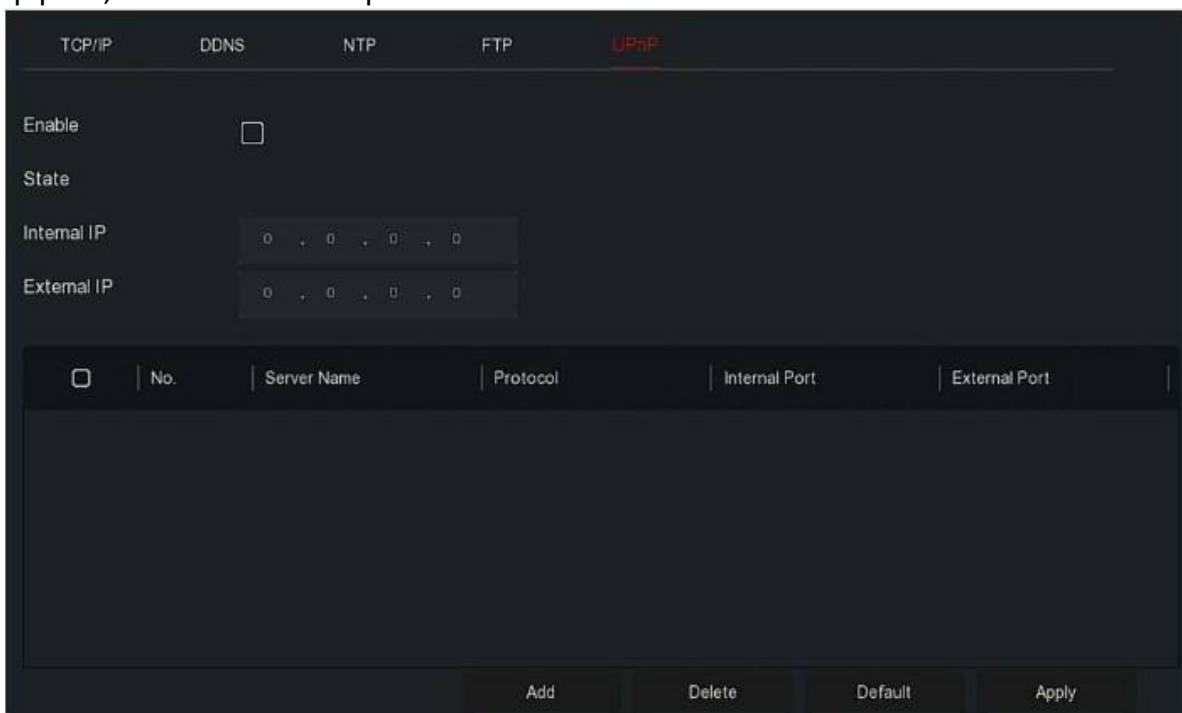 TCP/IP DDNS NTP FTP UPnP
Enable
State
Internal IP 0 . 0 . 0 . 0
External IP 0 . 0 . 0 . 0
No. Server Name Protocol Internal Port External Port
Add Delete Default Apply